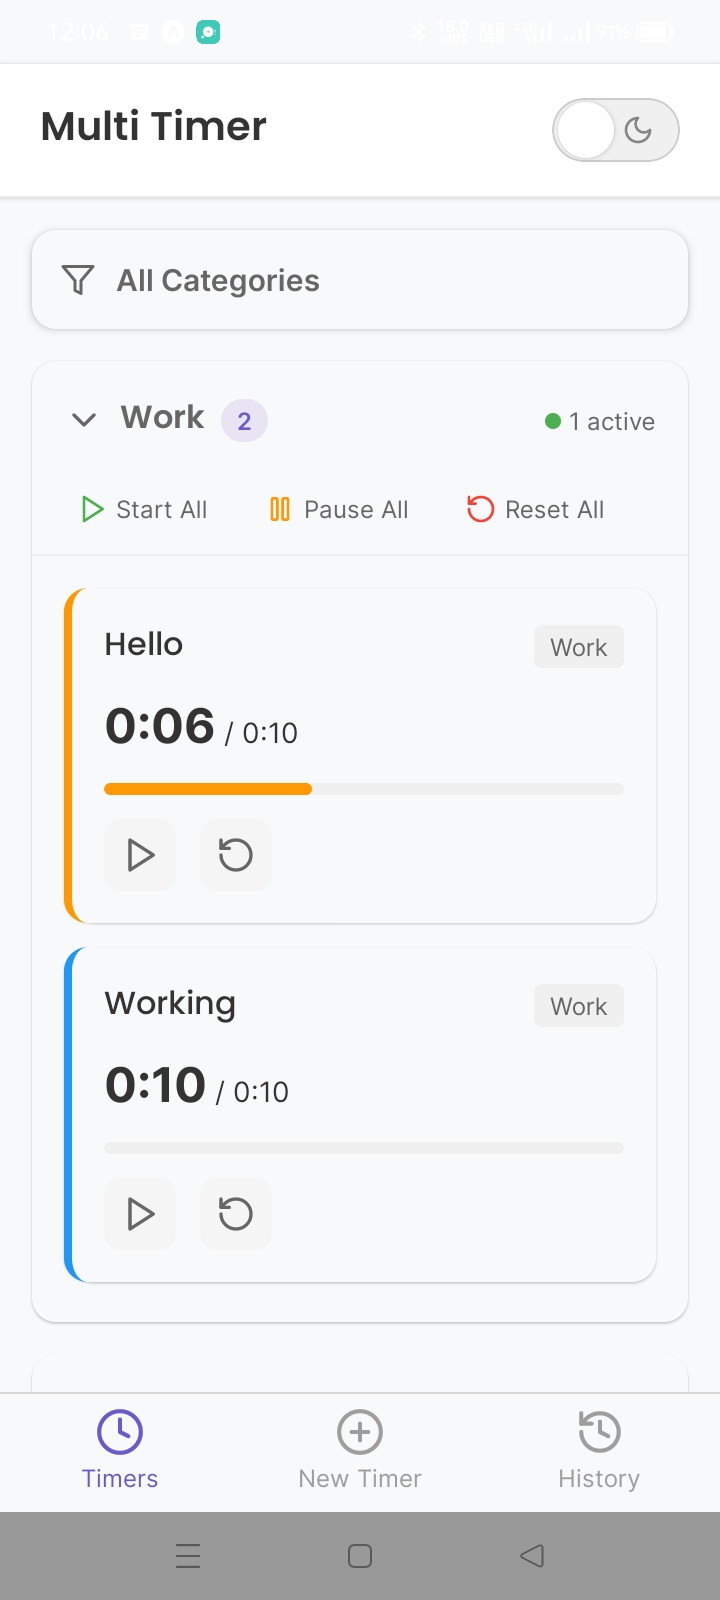 12:06
91%
Multi Timer
All Categories
Work 2 1 active
Start All Pause All Reset All
Hello Work
0:06 / 0:10
Working Work
0:10 / 0:10
Timers New Timer History